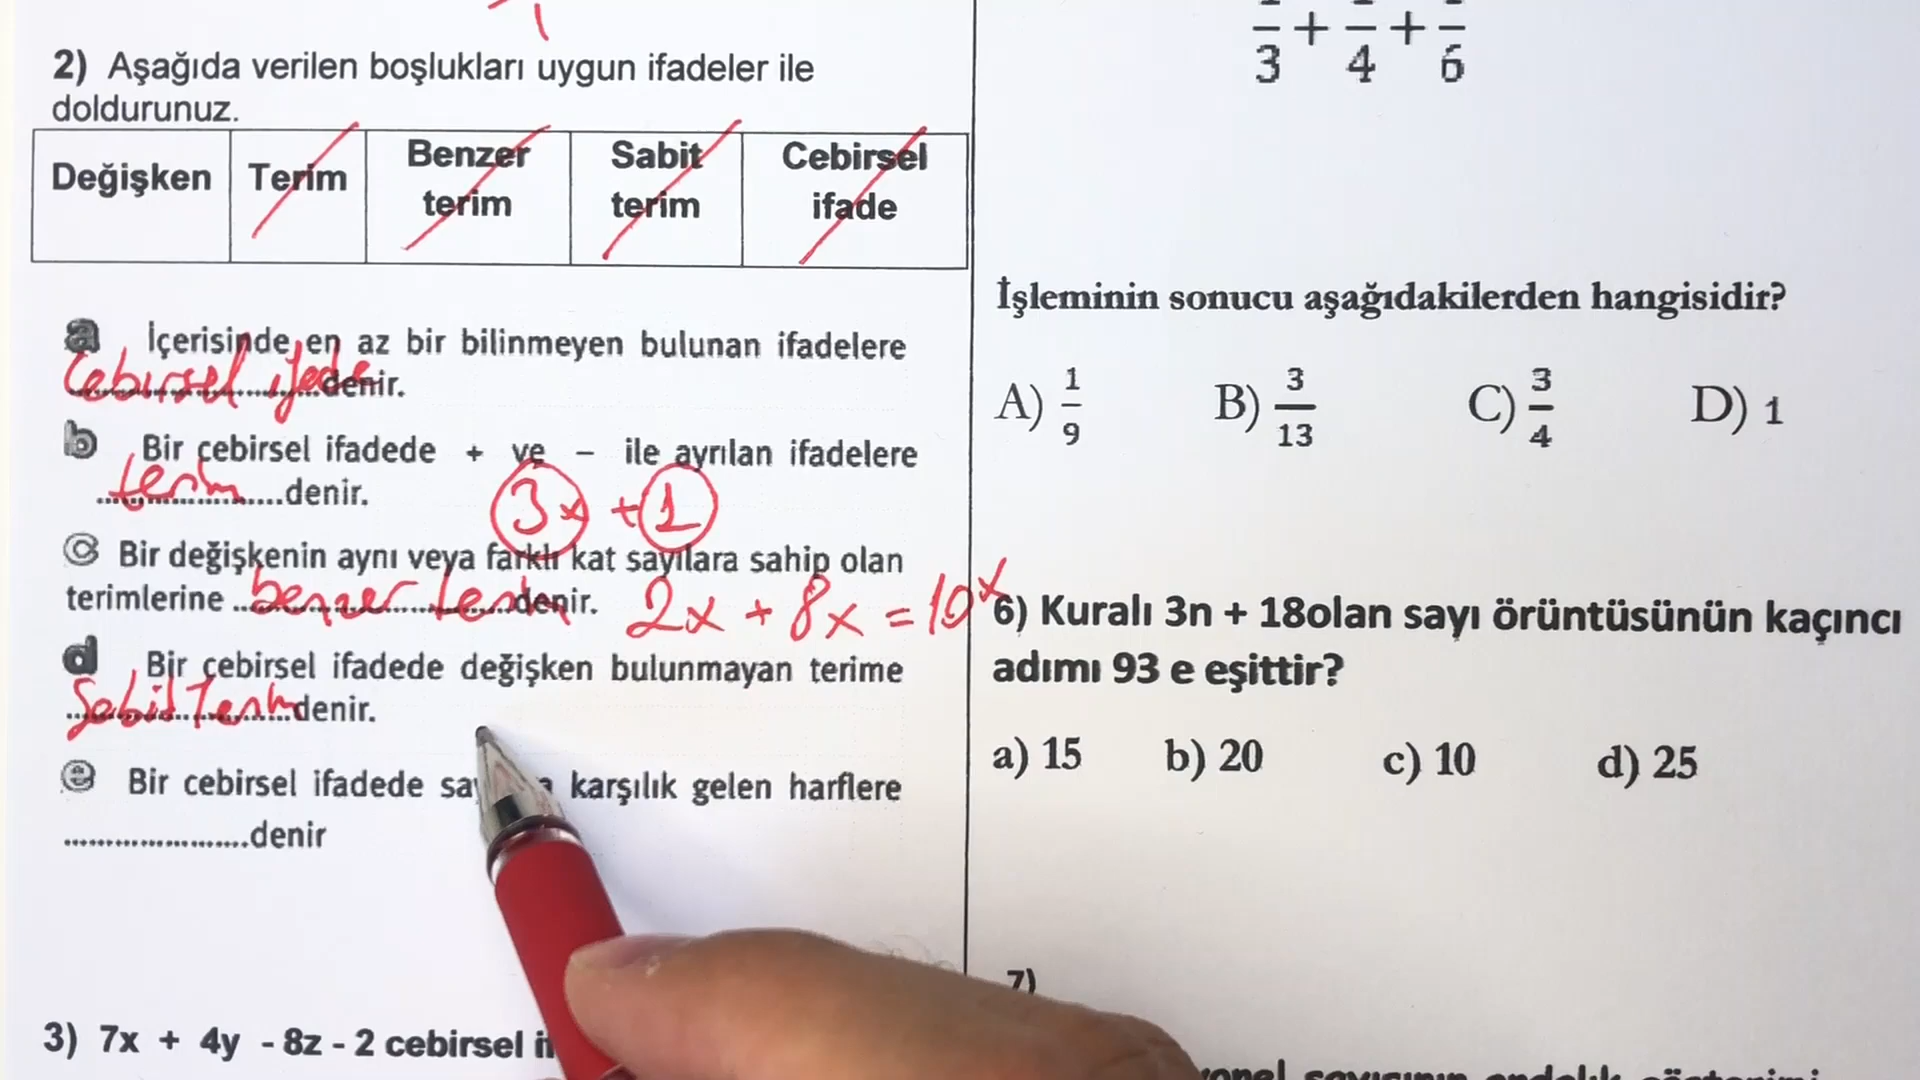 2) Aşağıda verilen boşlukları uygun ifadeler ile
doldurunuz.
Değişken
Terim
Benzer
terim
Sabit
terim
Cebirsel
ifade
a İçerisinde en az bir bilinmeyen bulunan ifadelere
Cebirsel ifade denir.
b Bir cebirsel ifadede + ve - ile ayrılan ifadelere
terim denir.
3x + 1
c Bir değişkenin aynı veya farklı kat sayılara sahip olan
terimlerine benzer terim denir. 2x + 8x = 10x
d Bir cebirsel ifadede değişken bulunmayan terime
Sabit Terim denir.
e Bir cebirsel ifadede karşılık gelen harflere
.....................denir
3) 7x + 4y - 8z - 2 cebirsel
3 + 4 + 6
İşleminin sonucu aşağıdakilerden hangisidir?
A) 1/9 B) 3/13 C) 3/4 D) 1
6) Kuralı 3n + 18olan sayı örüntüsünün kaçıncı
adımı 93 e eşittir?
a) 15 b) 20 c) 10 d) 25
7)